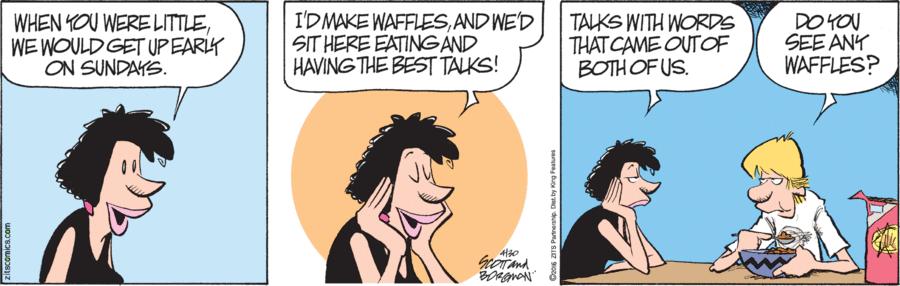 WHEN YOU WERE LITTLE,
WE WOULD GET UP EARLY
ON SUNDAYS.
zitscomics.com
I'D MAKE WAFFLES, AND WE'D
SIT HERE EATING AND
HAVING THE BEST TALKS!
4/30
SCOTT and
BORGMAN
©2016 ZITS Partnership. Dist. by King Features
TALKS WITH WORDS
THAT CAME OUT OF
BOTH OF US.
DO YOU
SEE ANY
WAFFLES?